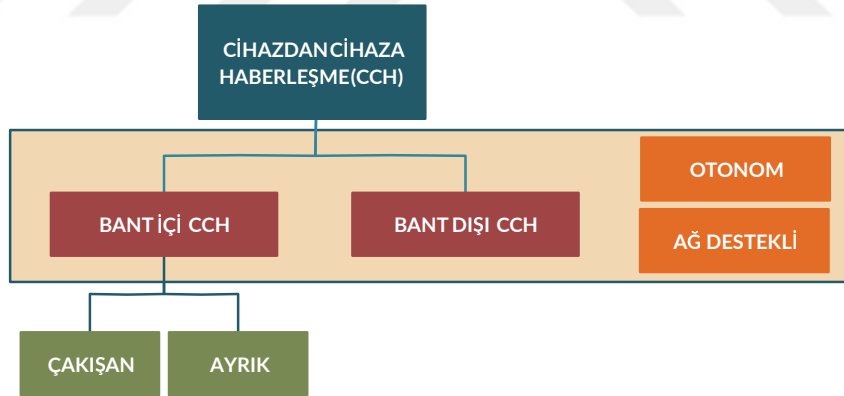 CİHAZDAN CİHAZA
HABERLEŞME(CCH)
OTONOM
BANT İÇİ CCH
BANT DIŞI CCH
AĞ DESTEKLİ
ÇAKIŞAN
AYRIK